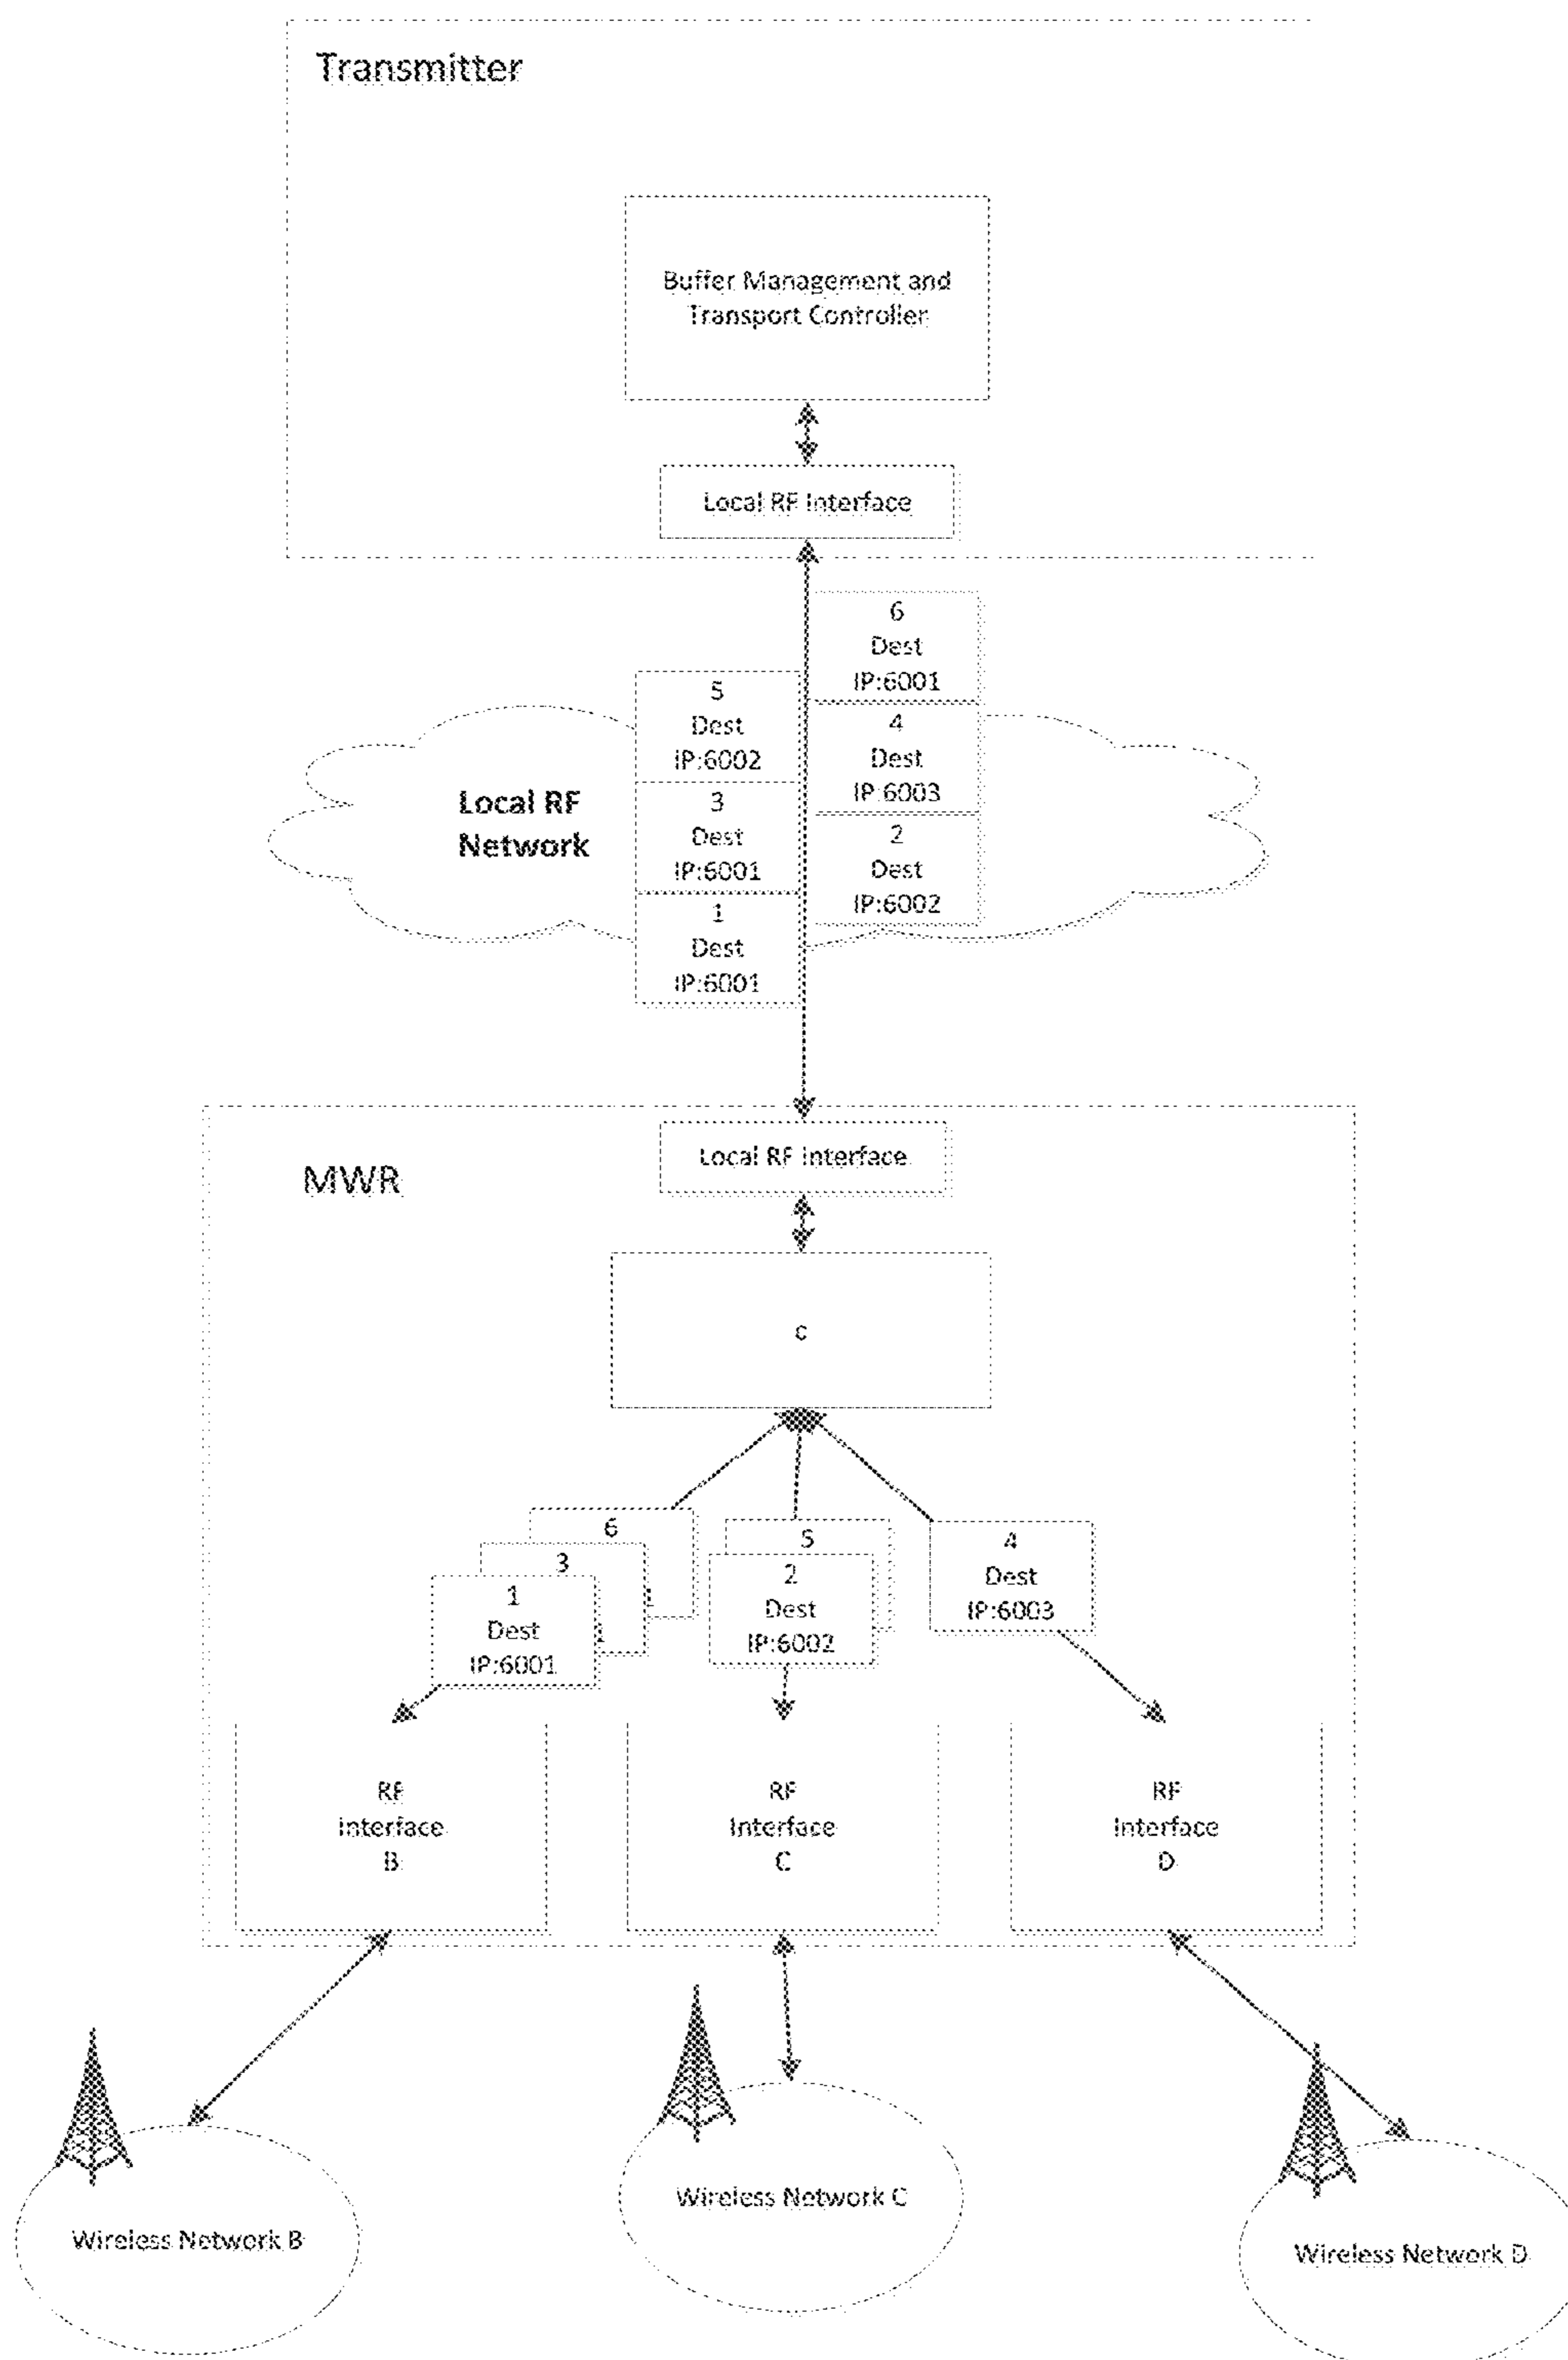 Transmitter
Buffer Management and
Transport Controller
Local RF Interface
6
Dest
IP:6001
5
Dest
IP:6002
4
Dest
IP:6003
3
Dest
IP:6001
2
Dest
IP:6002
1
Dest
IP:6001
Local RF
Network
MWR
Local RF Interface
c
6
3
1
Dest
IP:6001
1
1
5
2
Dest
IP:6002
4
Dest
IP:6003
RF
Interface
B
RF
Interface
C
RF
Interface
D
Wireless Network B
Wireless Network C
Wireless Network D